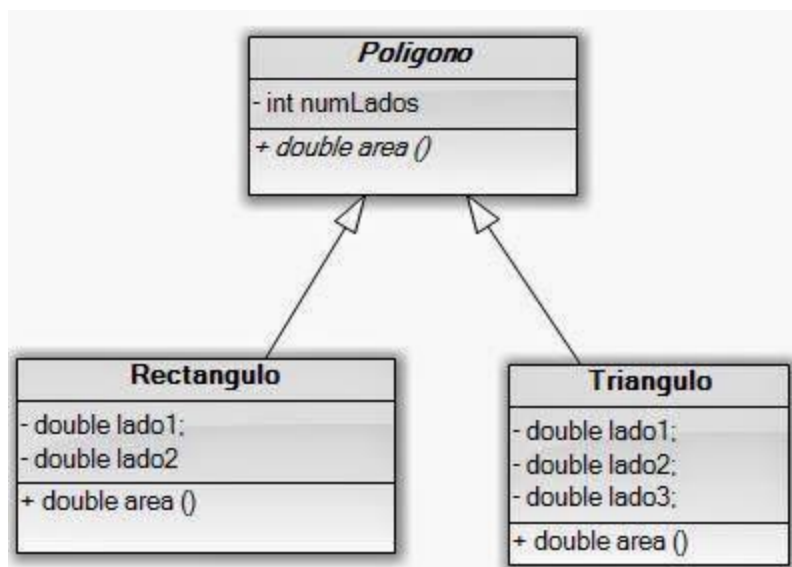 Poligono
- int numLados
+ double area ()
Rectangulo
- double lado1;
- double lado2
+ double area ()
Triangulo
- double lado1;
- double lado2;
- double lado3;
+ double area ()